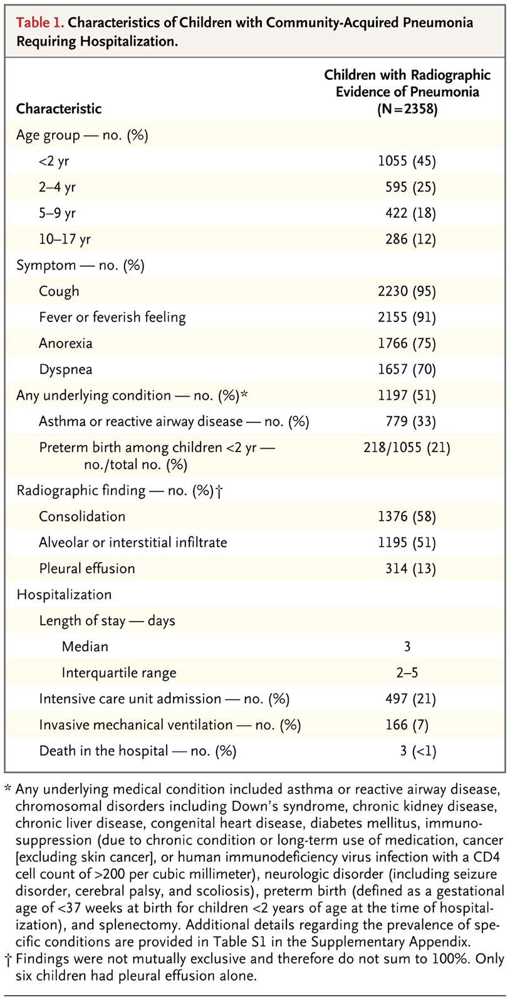 Table 1. Characteristics of Children with Community-Acquired Pneumonia
Requiring Hospitalization.
Characteristic
Children with Radiographic
Evidence of Pneumonia
(N=2358)
Age group — no. (%)
<2 yr 1055 (45)
2–4 yr 595 (25)
5–9 yr 422 (18)
10–17 yr 286 (12)
Symptom — no. (%)
Cough 2230 (95)
Fever or feverish feeling 2155 (91)
Anorexia 1766 (75)
Dyspnea 1657 (70)
Any underlying condition — no. (%)* 1197 (51)
Asthma or reactive airway disease — no. (%) 779 (33)
Preterm birth among children <2 yr — 218/1055 (21)
no./total no. (%)
Radiographic finding — no. (%)†
Consolidation 1376 (58)
Alveolar or interstitial infiltrate 1195 (51)
Pleural effusion 314 (13)
Hospitalization
Length of stay — days
Median 3
Interquartile range 2–5
Intensive care unit admission — no. (%) 497 (21)
Invasive mechanical ventilation — no. (%) 166 (7)
Death in the hospital — no. (%) 3 (<1)
* Any underlying medical condition included asthma or reactive airway disease,
chromosomal disorders including Down's syndrome, chronic kidney disease,
chronic liver disease, congenital heart disease, diabetes mellitus, immuno-
suppression (due to chronic condition or long-term use of medication, cancer
[excluding skin cancer], or human immunodeficiency virus infection with a CD4
cell count of >200 per cubic millimeter), neurologic disorder (including seizure
disorder, cerebral palsy, and scoliosis), preterm birth (defined as a gestational
age of <37 weeks at birth for children <2 years of age at the time of hospital-
ization), and splenectomy. Additional details regarding the prevalence of spe-
cific conditions are provided in Table S1 in the Supplementary Appendix.
† Findings were not mutually exclusive and therefore do not sum to 100%. Only
six children had pleural effusion alone.